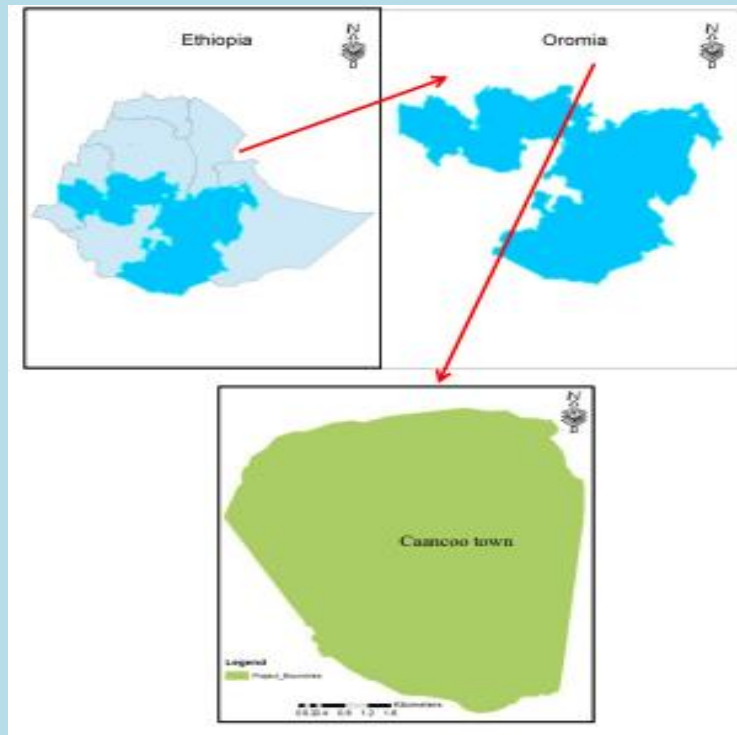 Ethiopia
N
Oromia
N
N
Caancoo town
Legend
Kilometers